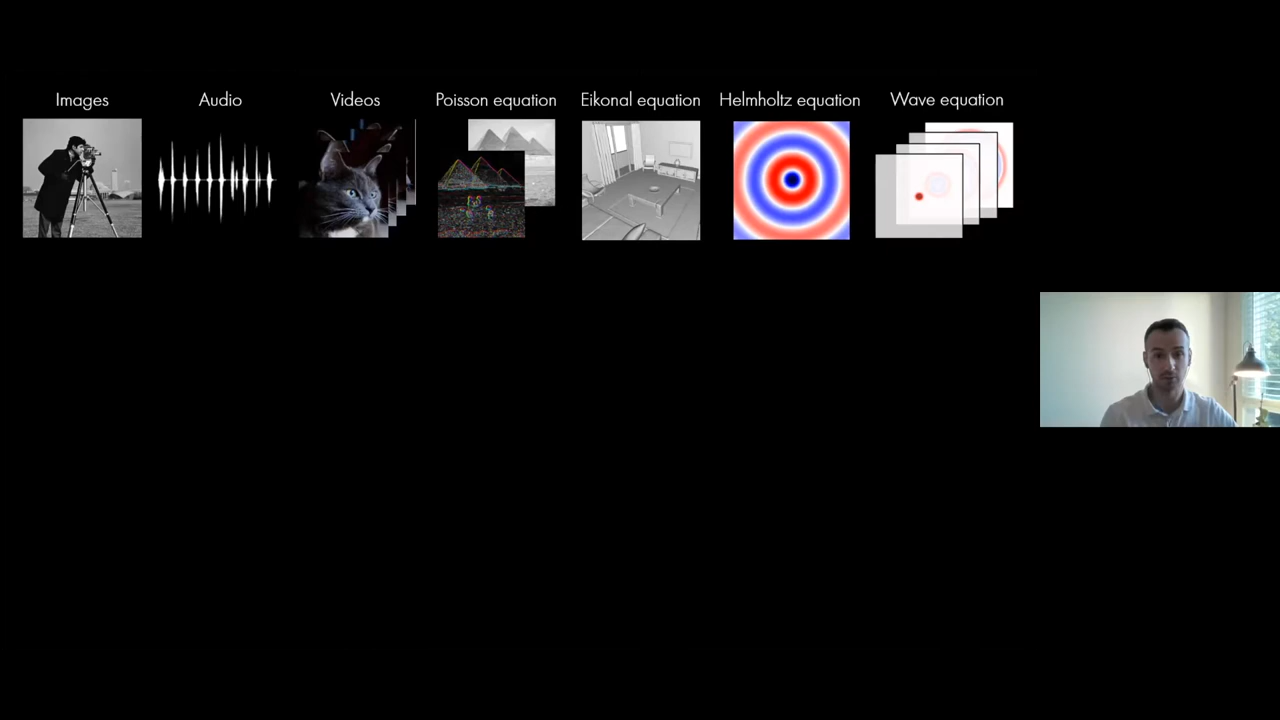 Images
Audio
Videos
Poisson equation
Eikonal equation
Helmholtz equation
Wave equation